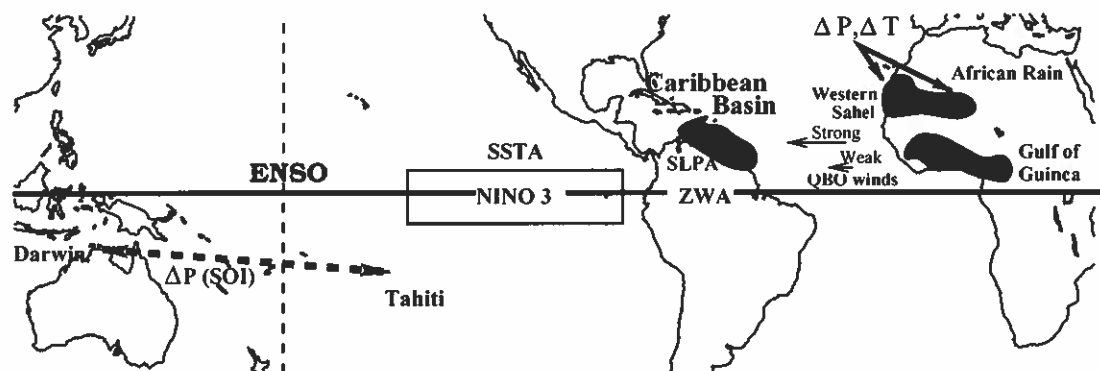 ΔP,ΔT
African Rain
Western
Sahel
Caribbean
Basin
Strong
Weak
QBO winds
Gulf of
Guinea
SLPA
ZWA
SSTA
NINO 3
ENSO
Darwin
ΔP (SOI)
Tahiti